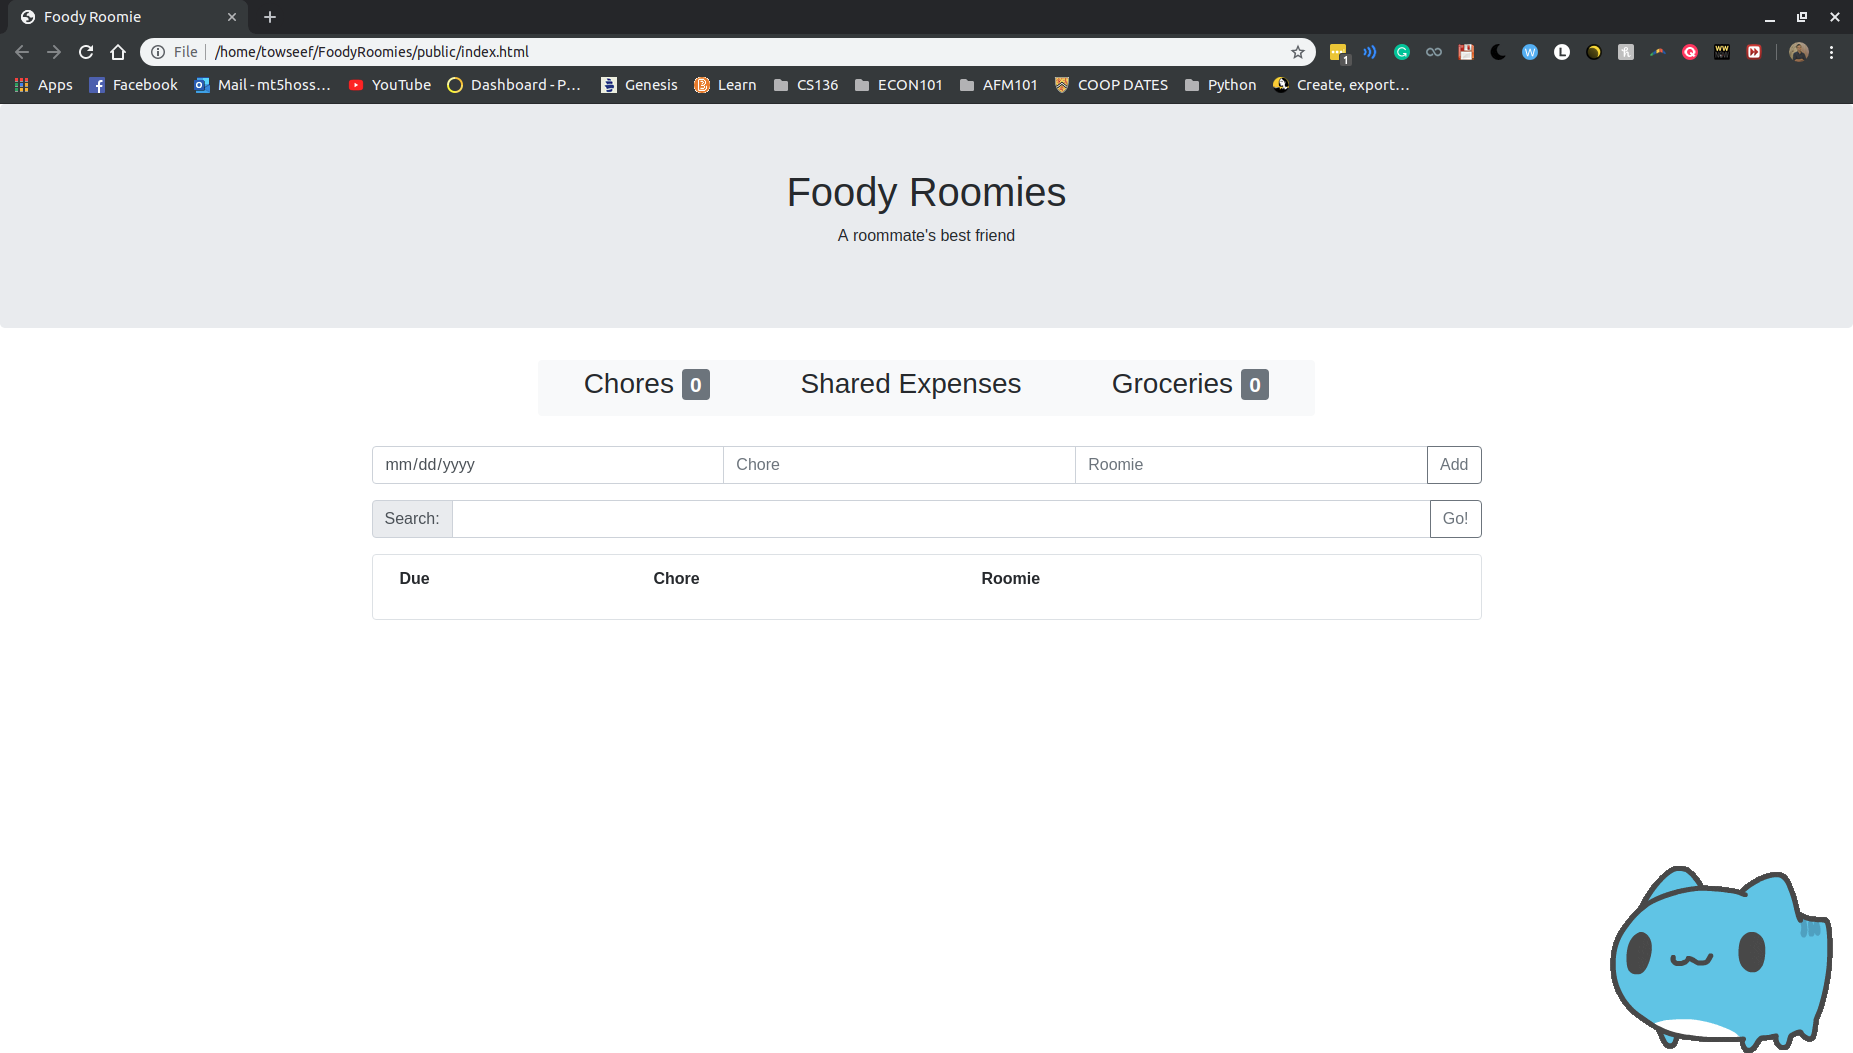 Foody Roomie
File /home/towseef/FoodyRoomies/public/index.html
1
Apps Facebook Mail - mt5hoss... YouTube Dashboard - P... Genesis Learn CS136 ECON101 AFM101 COOP DATES Python Create, export...
Foody Roomies
A roommate's best friend
Chores 0 Shared Expenses Groceries 0
mm/dd/yyyy Chore Roomie Add
Search: Go!
Due Chore Roomie